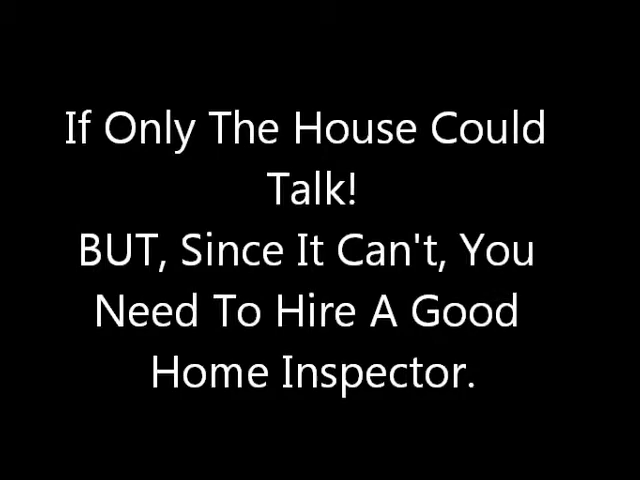 If Only The House Could
Talk!
BUT, Since It Can't, You
Need To Hire A Good
Home Inspector.